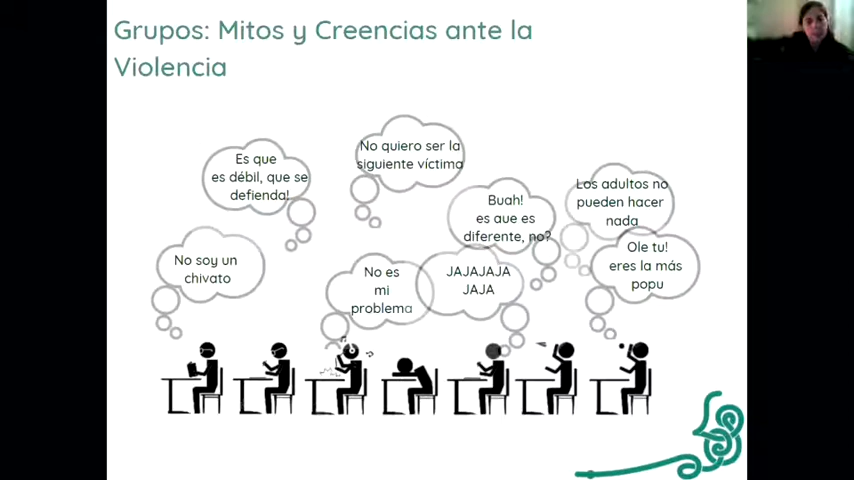 Grupos: Mitos y Creencias ante la
Violencia
Es que
es débil, que se
defienda!
No quiero ser la
siguiente víctima
Buah!
es aue es
diferente, no?
Los adultos no
pueden hacer
nada
No soy un
chivato
No es
mi
problema
JAJAJAJA
JAJA
Ole tu!
eres la más
popu